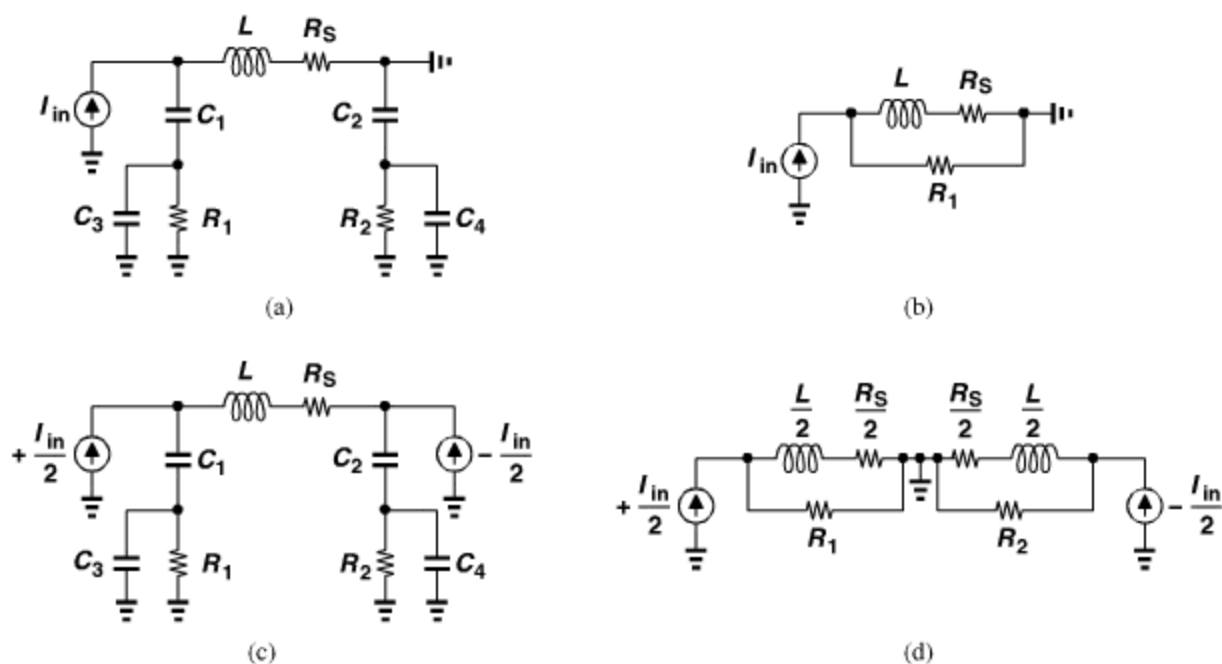 L R_S
I_in C_1 C_2
C_3 R_1 R_2 C_4
(a)
L R_S
I_in R_1
(b)
L R_S
+ I_in/2 C_1 C_2 − I_in/2
C_3 R_1 R_2 C_4
(c)
L/2 R_S/2 R_S/2 L/2
+ I_in/2 R_1 R_2 − I_in/2
(d)